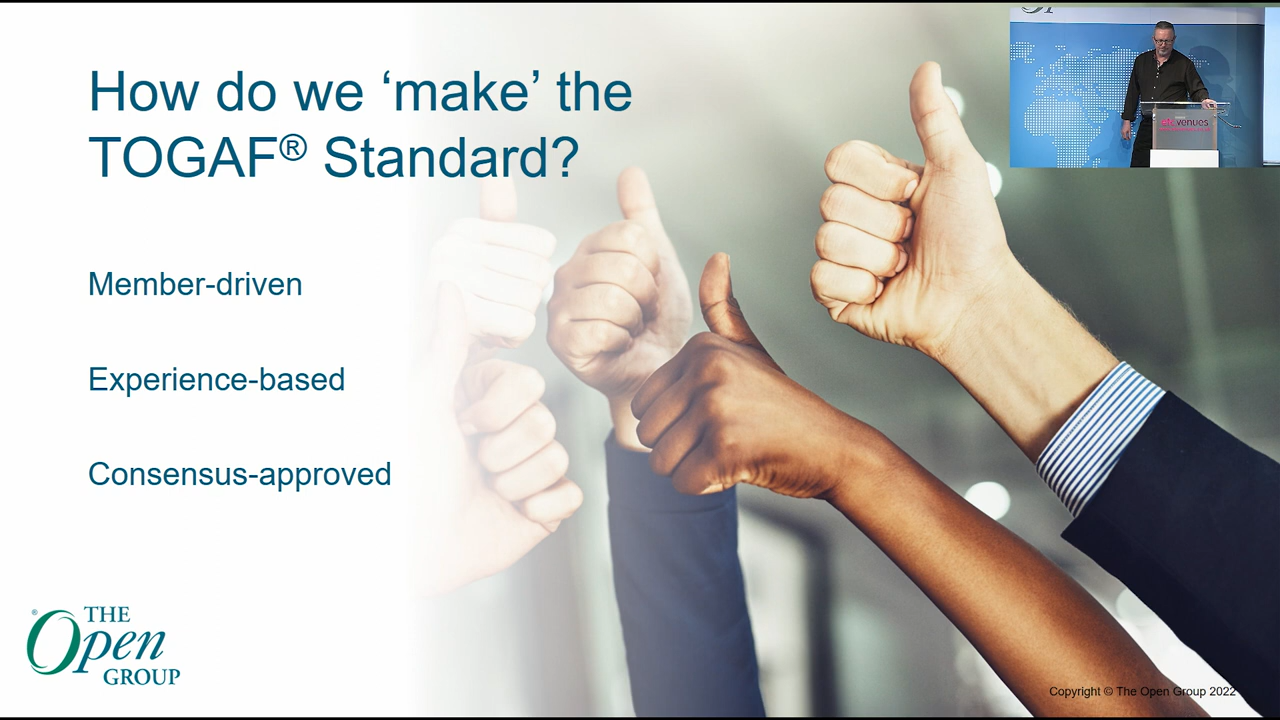 How do we ‘make’ the
TOGAF® Standard?
Member-driven
Experience-based
Consensus-approved
® THE
Open
GROUP
Copyright © The Open Group 2022